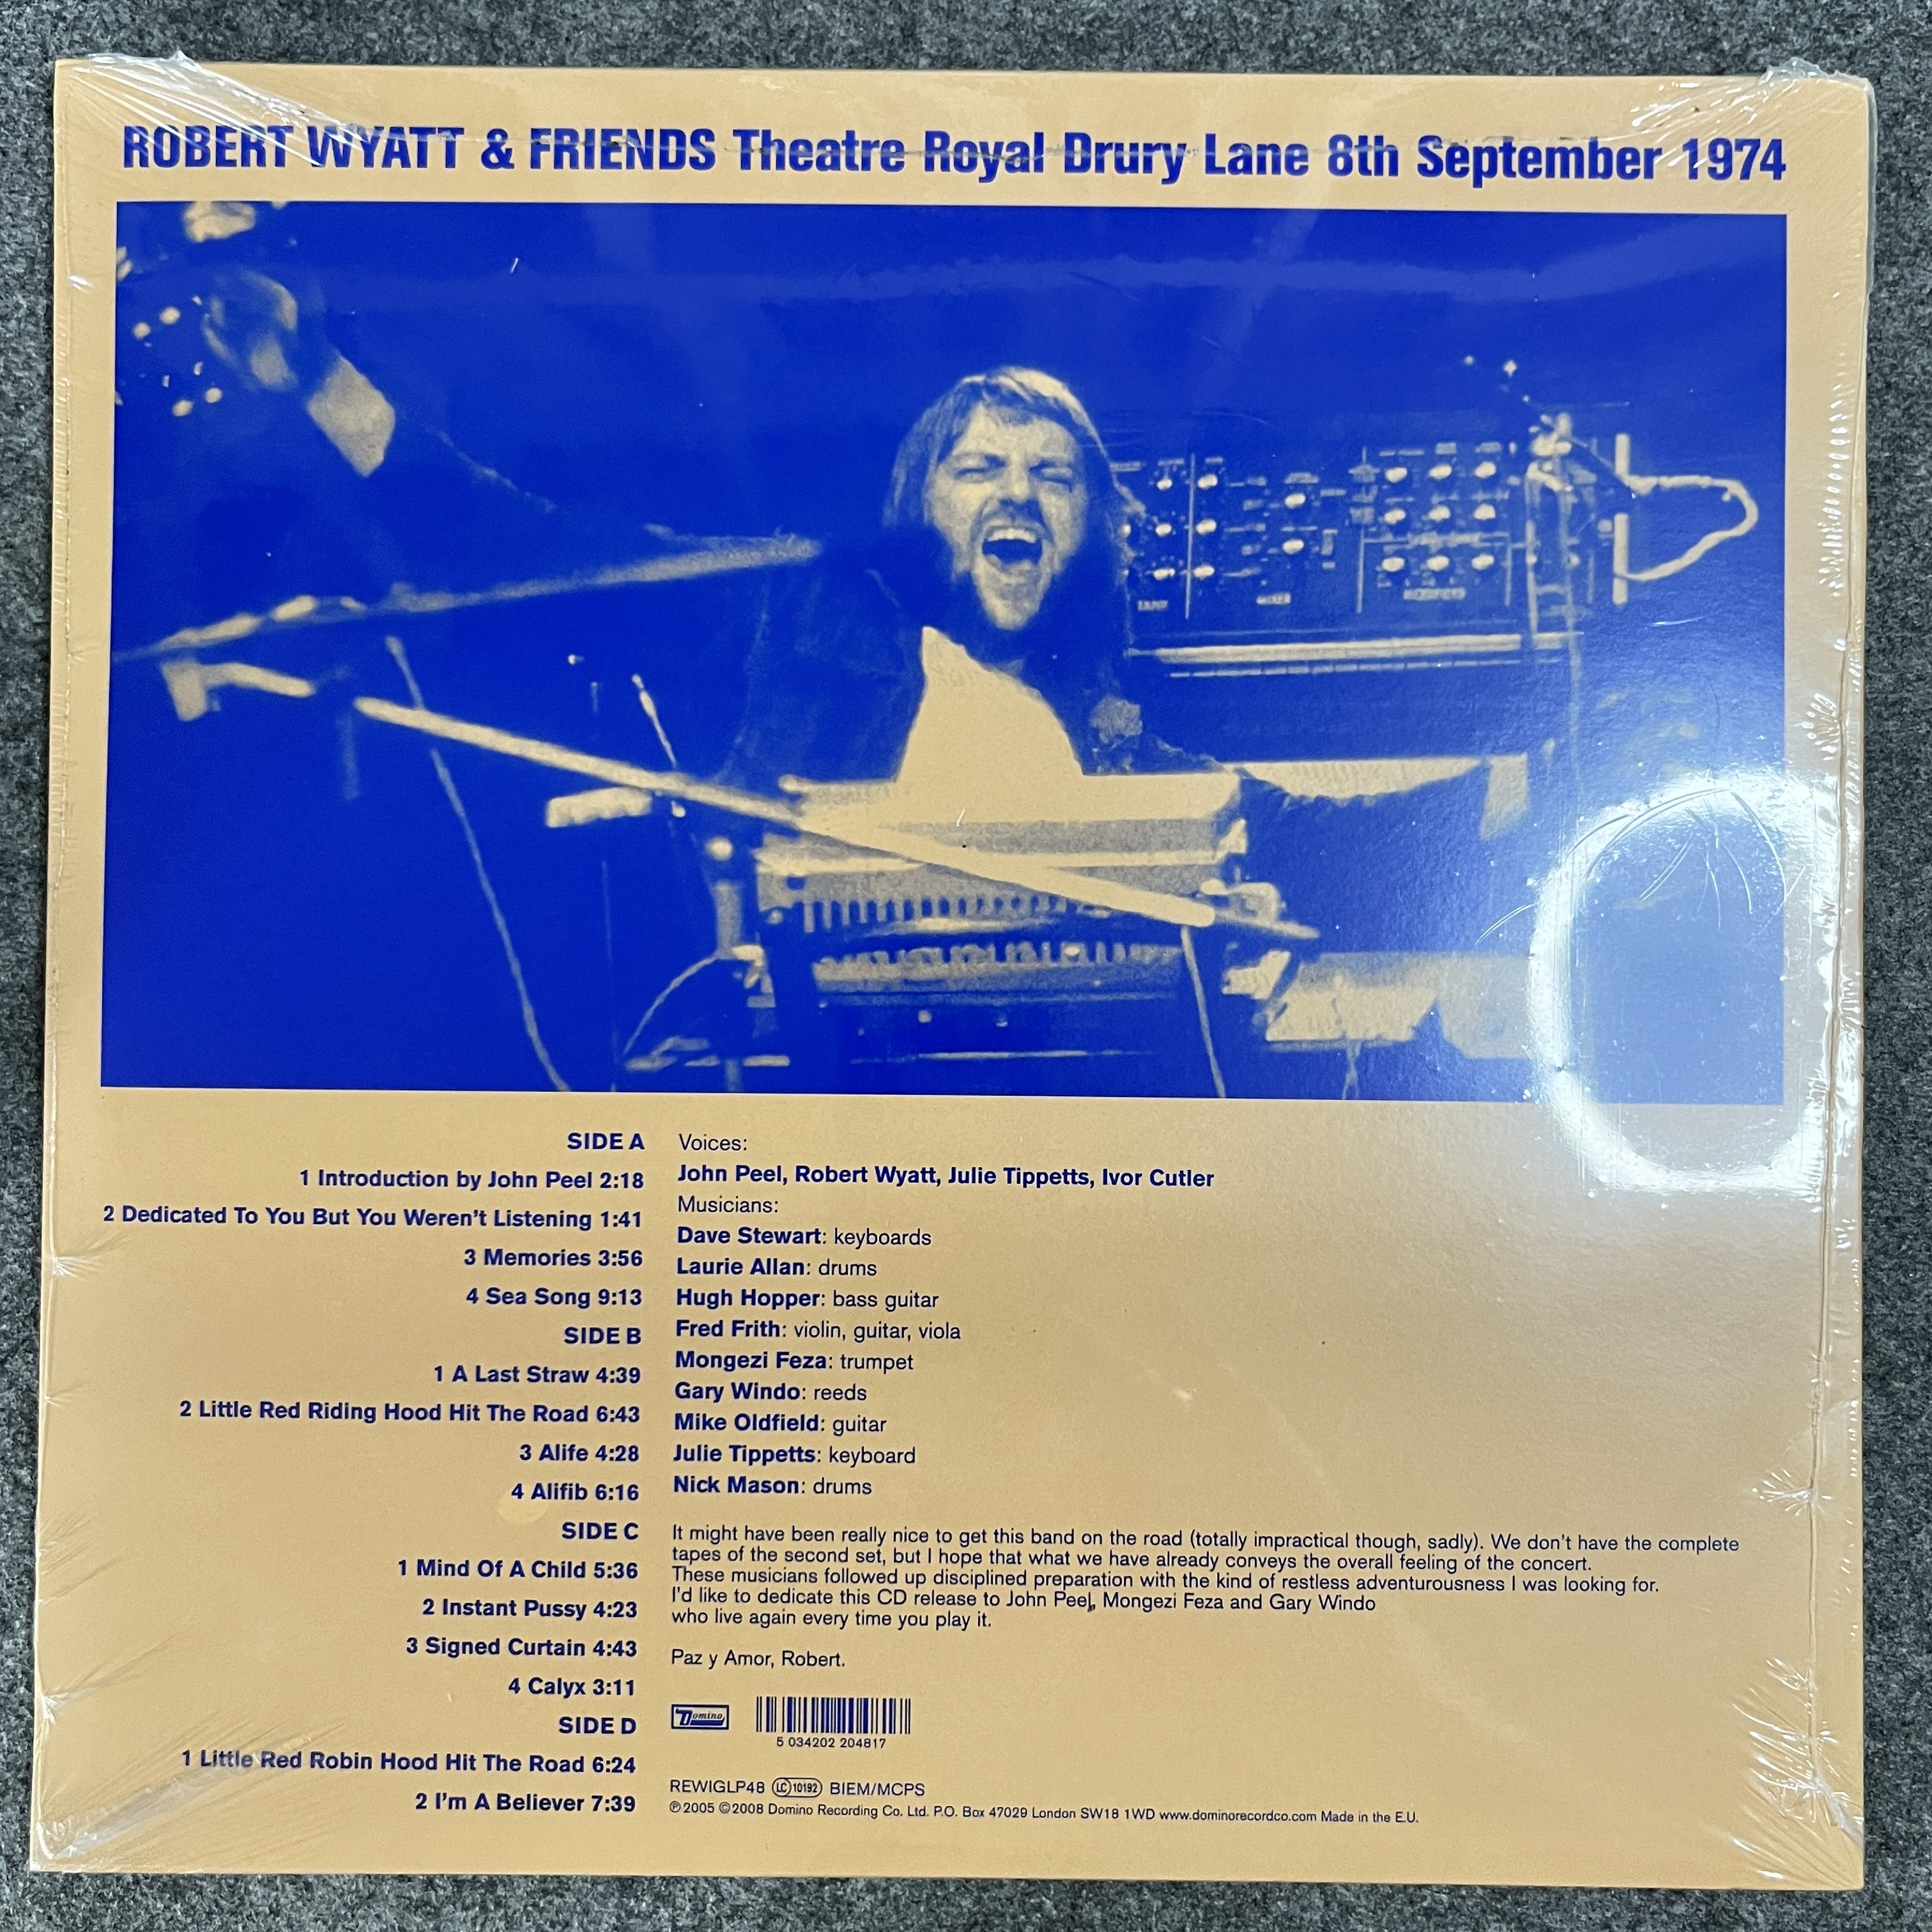 ROBERT WYATT & FRIENDS Theatre Royal Drury Lane 8th September 1974
SIDE A
1 Introduction by John Peel 2:18
2 Dedicated To You But You Weren't Listening 1:41
3 Memories 3:56
4 Sea Song 9:13
SIDE B
1 A Last Straw 4:39
2 Little Red Riding Hood Hit The Road 6:43
3 Alife 4:28
4 Alifib 6:16
SIDE C
1 Mind Of A Child 5:36
2 Instant Pussy 4:23
3 Signed Curtain 4:43
4 Calyx 3:11
SIDE D
1 Little Red Robin Hood Hit The Road 6:24
2 I'm A Believer 7:39
Voices:
John Peel, Robert Wyatt, Julie Tippetts, Ivor Cutler
Musicians:
Dave Stewart: keyboards
Laurie Allan: drums
Hugh Hopper: bass guitar
Fred Frith: violin, guitar, viola
Mongezi Feza: trumpet
Gary Windo: reeds
Mike Oldfield: guitar
Julie Tippetts: keyboard
Nick Mason: drums
It might have been really nice to get this band on the road (totally impractical though, sadly). We don't have the complete
tapes of the second set, but I hope that what we have already conveys the overall feeling of the concert.
These musicians followed up disciplined preparation with the kind of restless adventurousness I was looking for.
I'd like to dedicate this CD release to John Peel, Mongezi Feza and Gary Windo
who live again every time you play it.
Paz y Amor, Robert.
Domino
5 034202 204817
REWIGLP48 LC 10192 BIEM/MCPS
℗2005 ©2008 Domino Recording Co. Ltd. P.O. Box 47029 London SW18 1WD www.dominorecordco.com Made in the E.U.